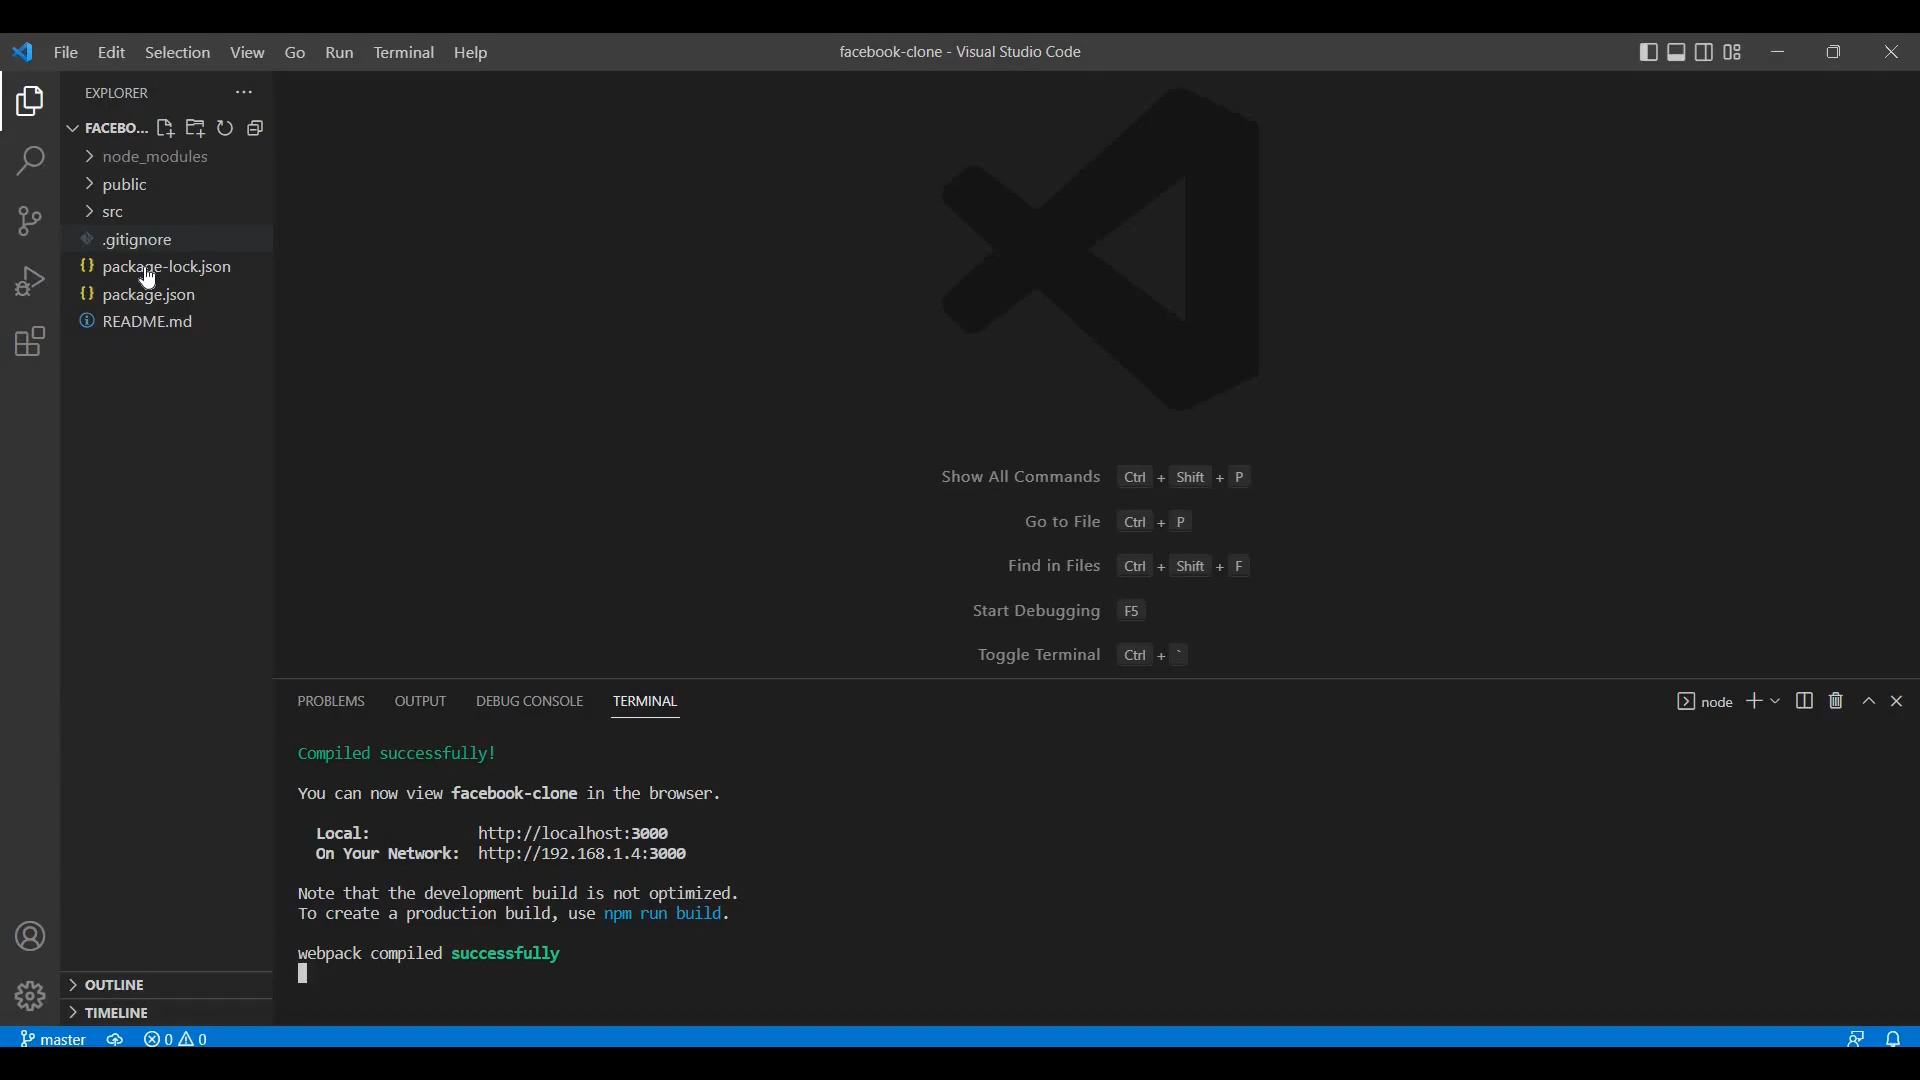 File Edit Selection View Go Run Terminal Help
facebook-clone - Visual Studio Code
EXPLORER
FACEBO...
node_modules
public
src
.gitignore
package-lock.json
package.json
README.md
OUTLINE
TIMELINE
Show All Commands Ctrl + Shift + P
Go to File Ctrl + P
Find in Files Ctrl + Shift + F
Start Debugging F5
Toggle Terminal Ctrl + `
PROBLEMS OUTPUT DEBUG CONSOLE TERMINAL
node
Compiled successfully!
You can now view facebook-clone in the browser.
Local: http://localhost:3000
On Your Network: http://192.168.1.4:3000
Note that the development build is not optimized.
To create a production build, use npm run build.
webpack compiled successfully
master 0 0